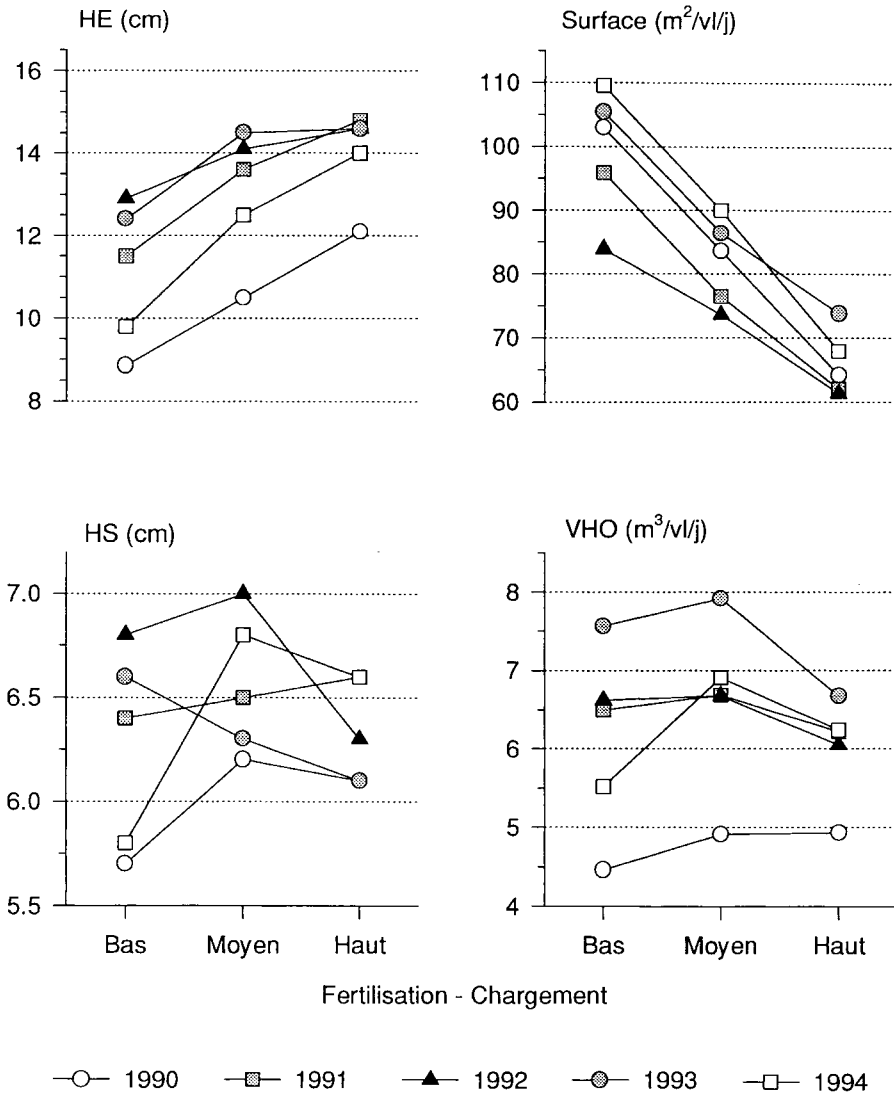 HE (cm)
16
14
12
10
8
Surface (m²/vl/j)
110
100
90
80
70
60
HS (cm)
7.0
6.5
6.0
5.5
Bas Moyen Haut
VHO (m³/vl/j)
8
7
6
5
4
Bas Moyen Haut
Fertilisation - Chargement
1990 1991 1992 1993 1994